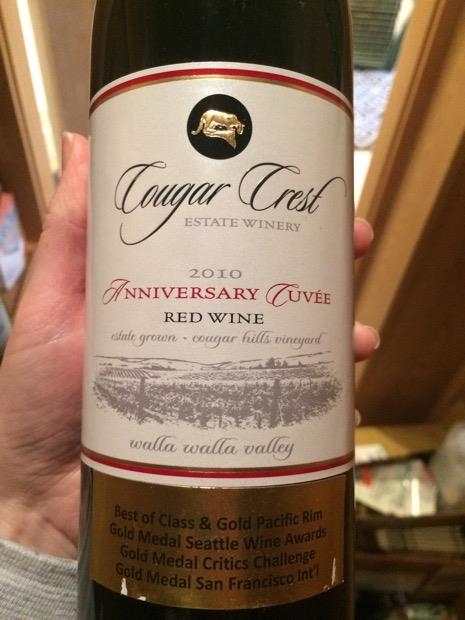 Cougar Crest
ESTATE WINERY
2010
ANNIVERSARY CUVÉE
RED WINE
estate grown - cougar hills vineyard
walla walla valley
Best of Class & Gold Pacific Rim
Gold Medal Seattle Wine Awards
Gold Medal Critics Challenge
Gold Medal San Francisco Int'l